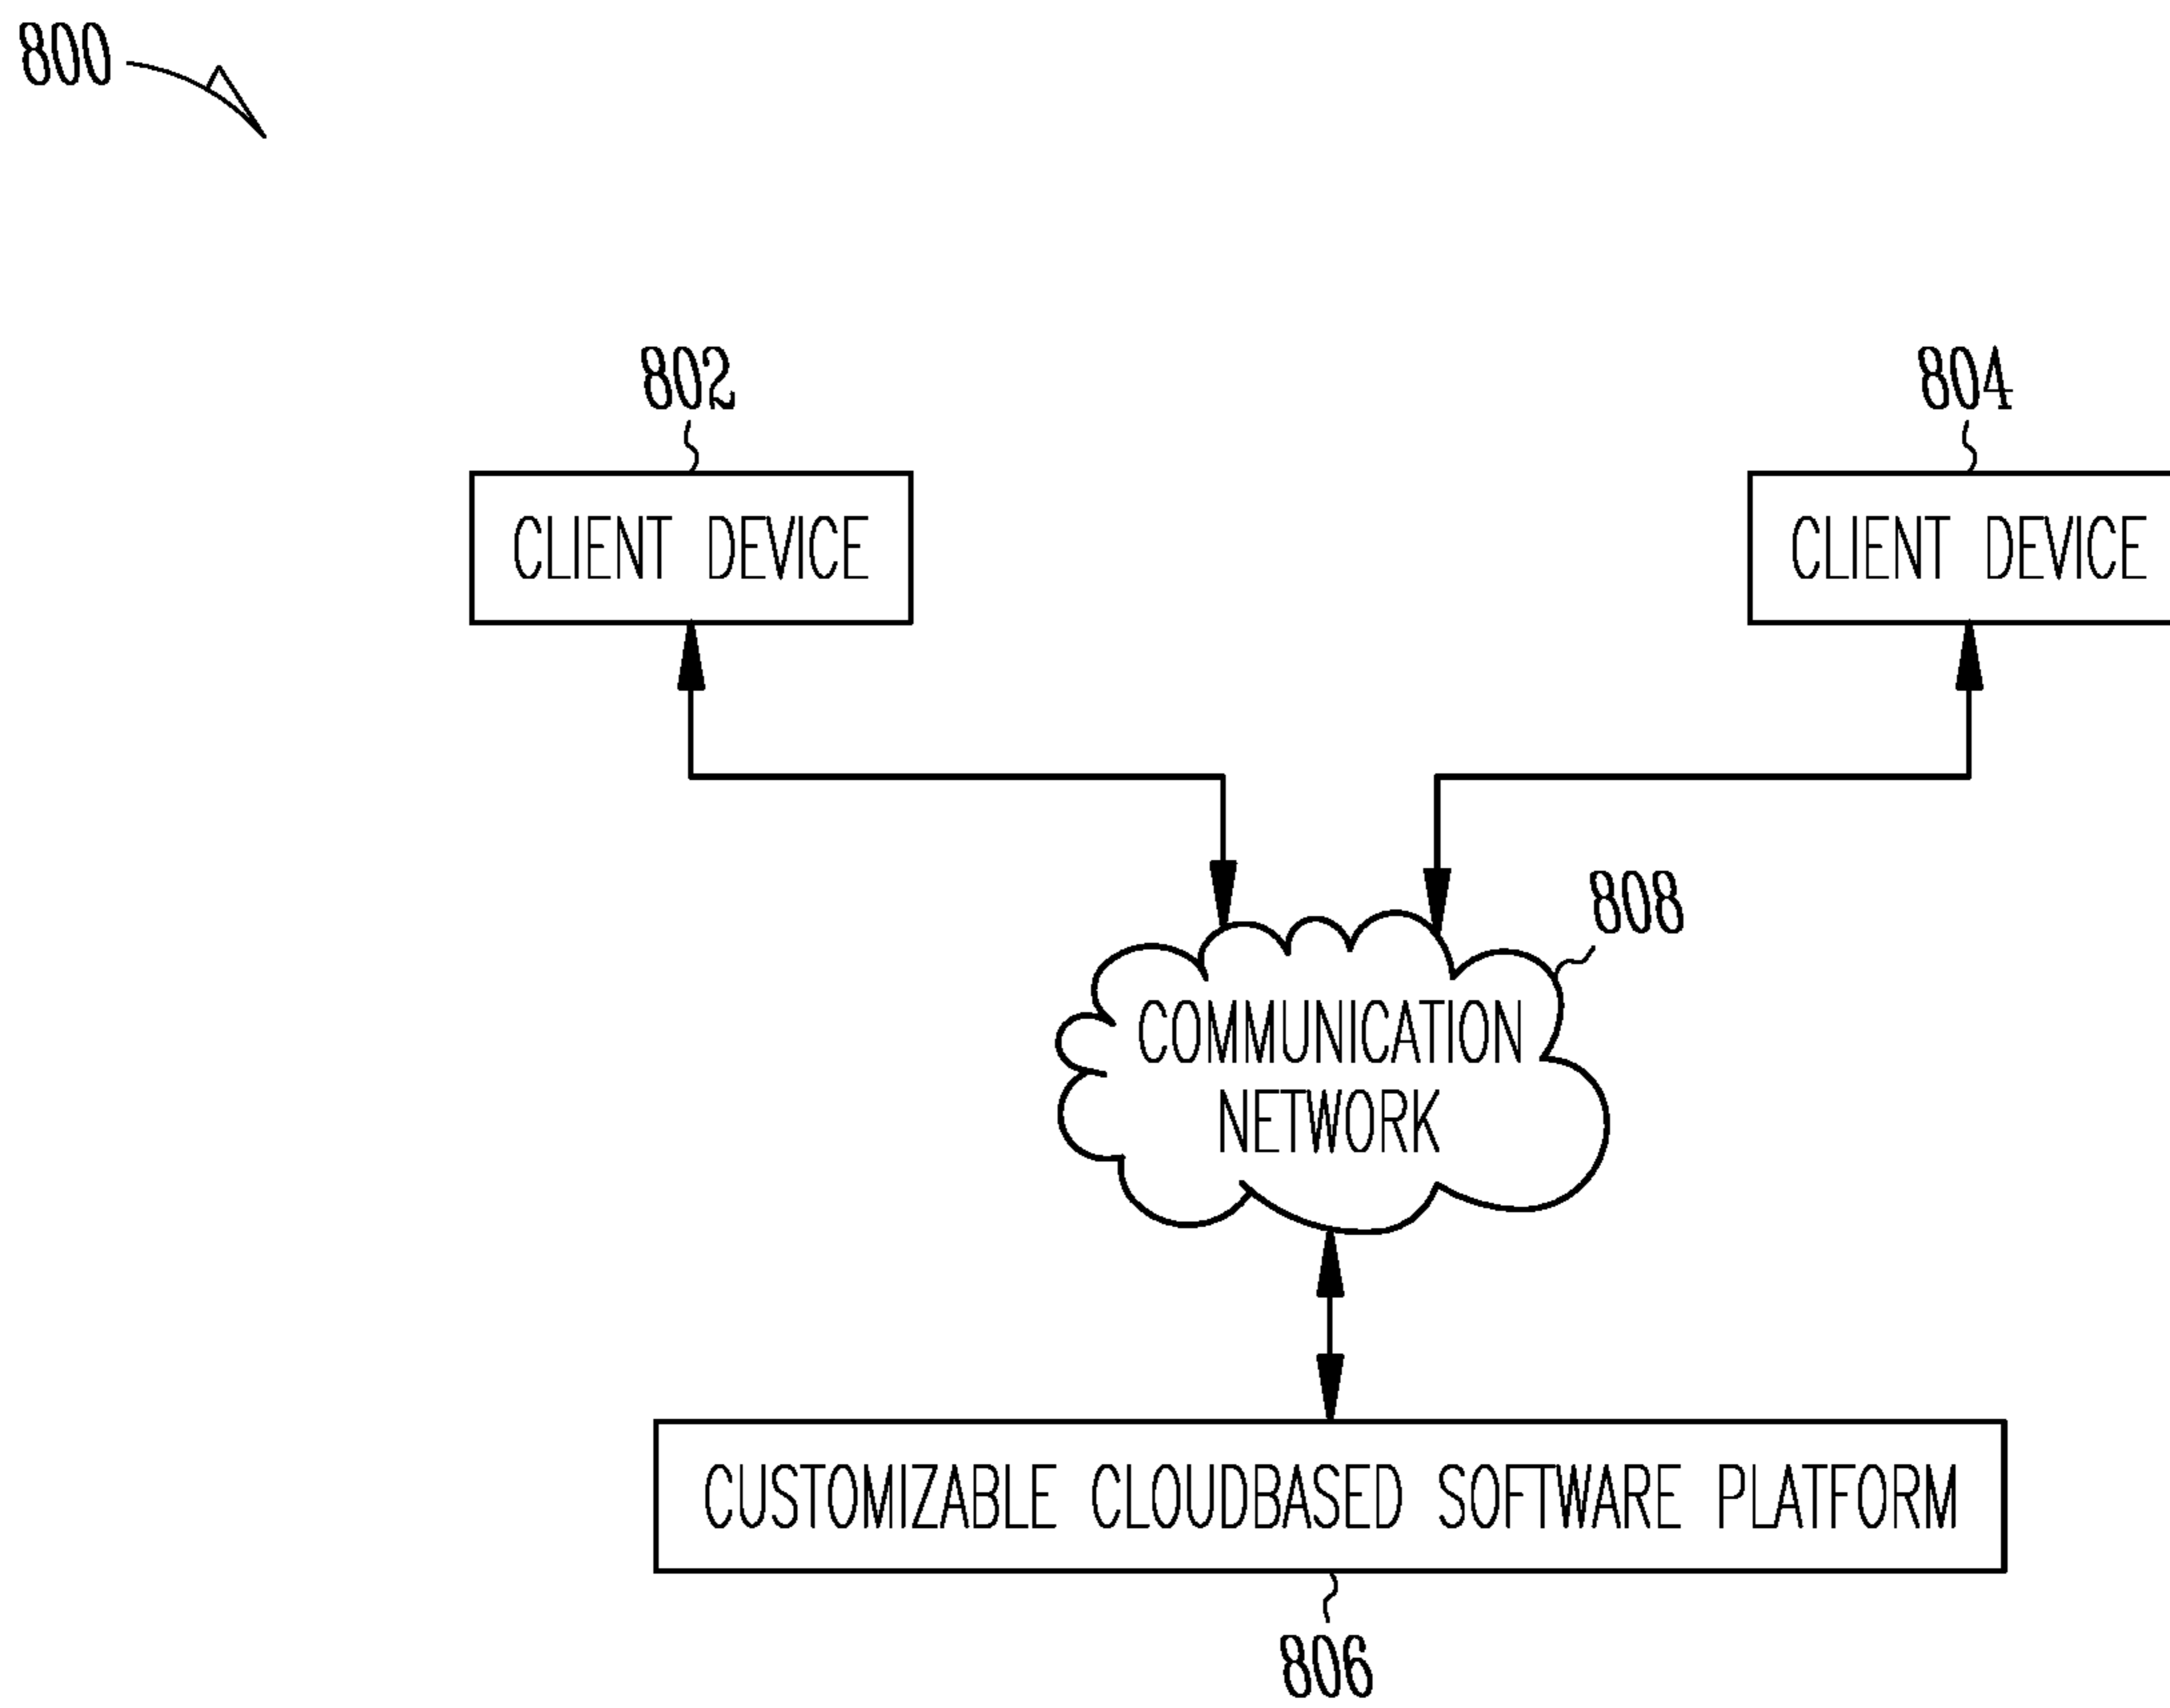 800
802
804
CLIENT DEVICE
CLIENT DEVICE
808
COMMUNICATION
NETWORK
CUSTOMIZABLE CLOUDBASED SOFTWARE PLATFORM
806